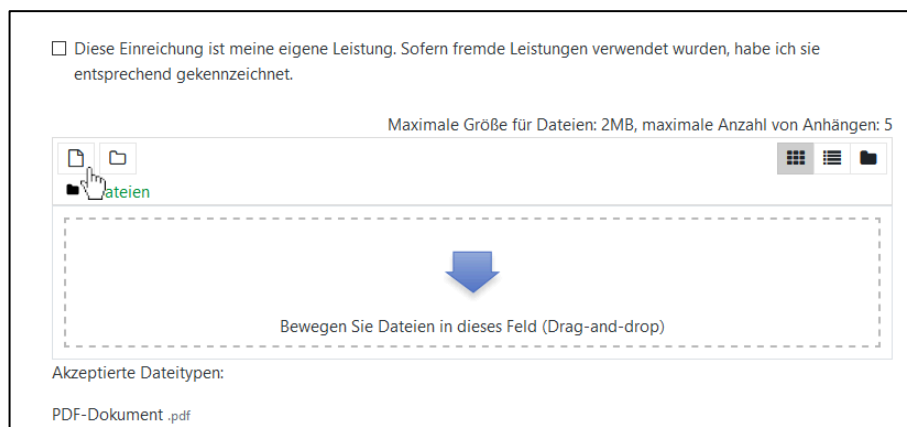 Diese Einreichung ist meine eigene Leistung. Sofern fremde Leistungen verwendet wurden, habe ich sie
entsprechend gekennzeichnet.
Maximale Größe für Dateien: 2MB, maximale Anzahl von Anhängen: 5
ateien
Bewegen Sie Dateien in dieses Feld (Drag-and-drop)
Akzeptierte Dateitypen:
PDF-Dokument .pdf